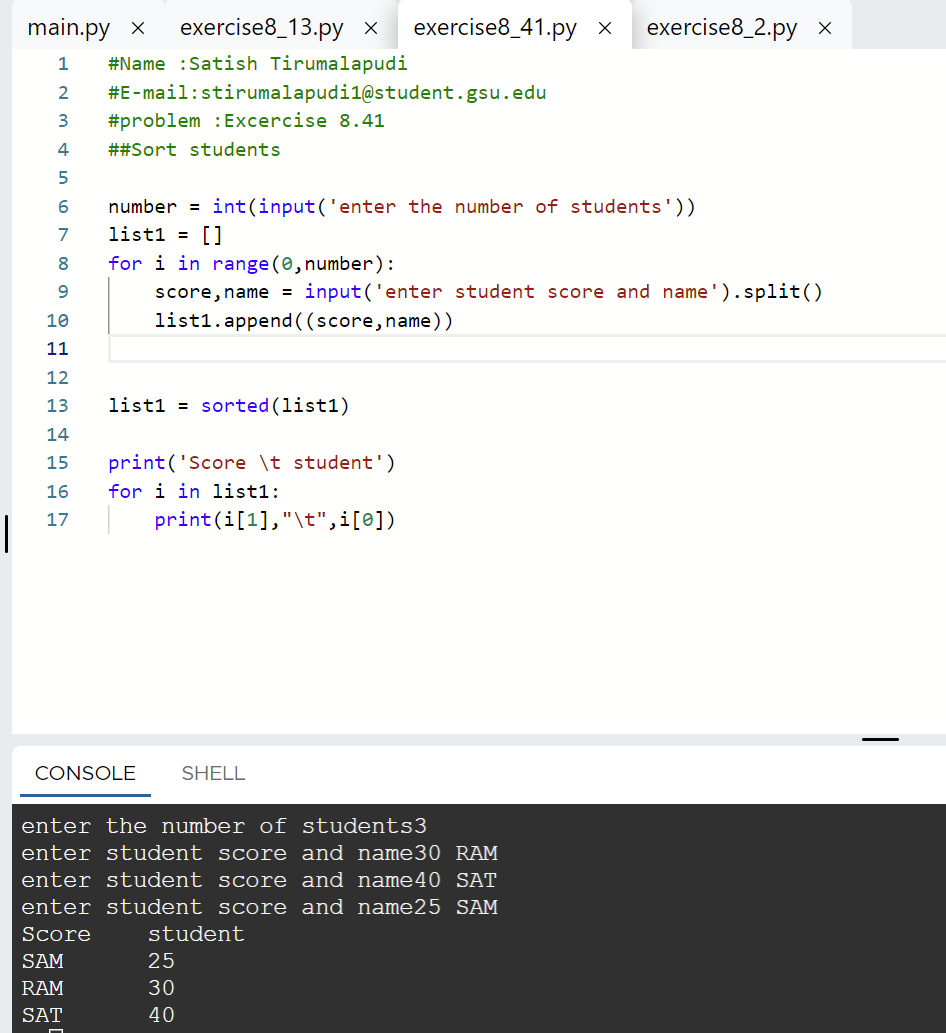 main.py × exercise8_13.py × exercise8_41.py × exercise8_2.py ×
1 #Name :Satish Tirumalapudi
2 #E-mail:stirumalapudi1@student.gsu.edu
3 #problem :Excercise 8.41
4 ##Sort students
5
6 number = int(input('enter the number of students'))
7 list1 = []
8 for i in range(0,number):
9     score,name = input('enter student score and name').split()
10     list1.append((score,name))
11
12
13 list1 = sorted(list1)
14
15 print('Score \t student')
16 for i in list1:
17     print(i[1],"\t",i[0])
CONSOLE SHELL
enter the number of students3
enter student score and name30 RAM
enter student score and name40 SAT
enter student score and name25 SAM
Score    student
SAM      25
RAM      30
SAT      40